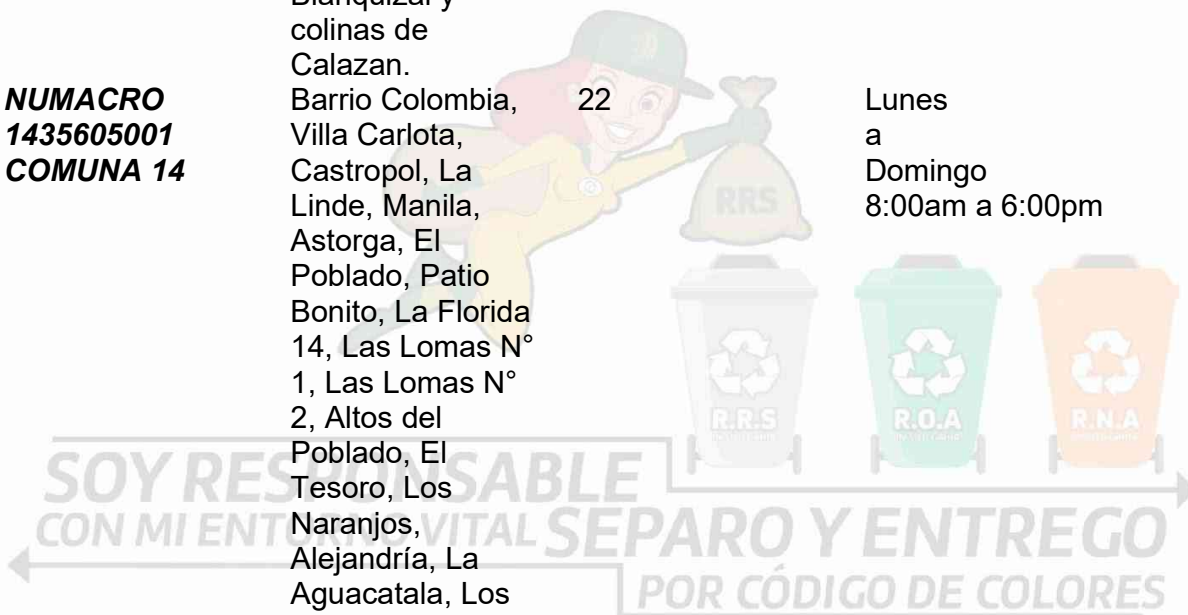 colinas de
Calazan.
NUMACRO
1435605001
COMUNA 14
Barrio Colombia,
Villa Carlota,
Castropol, La
Linde, Manila,
Astorga, El
Poblado, Patio
Bonito, La Florida
14, Las Lomas N°
1, Las Lomas N°
2, Altos del
Poblado, El
Tesoro, Los
Naranjos,
Alejandría, La
Aguacatala, Los
22
Lunes
a
Domingo
8:00am a 6:00pm
RRS
R.R.S
R.O.A
R.N.A
SOY RESPONSABLE
CON MI ENTORNO VITAL SEPARO Y ENTREGO
POR CÓDIGO DE COLORES